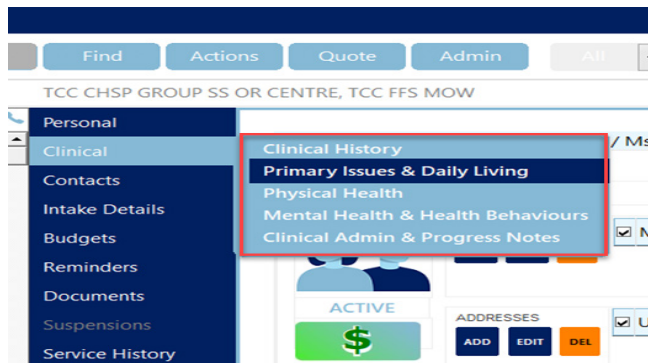 Find Actions Quote Admin All
TCC CHSP GROUP SS OR CENTRE, TCC FFS MOW
Personal
Clinical
Contacts
Intake Details
Budgets
Reminders
Documents
Suspensions
Service History
Clinical History
Primary Issues & Daily Living
Physical Health
Mental Health & Health Behaviours
Clinical Admin & Progress Notes
ACTIVE
$
ADDRESSES
ADD EDIT DEL